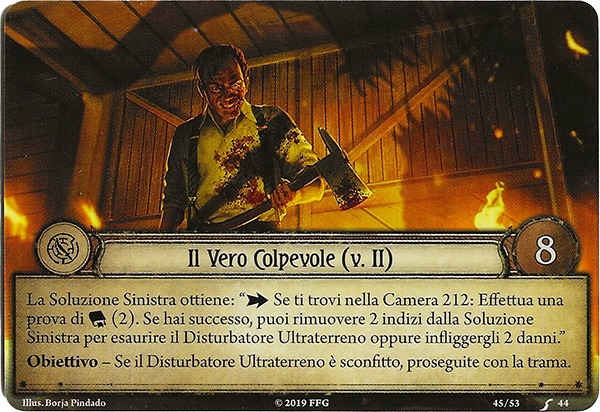 Il Vero Colpevole (v. II)
8
La Soluzione Sinistra ottiene: “ Se ti trovi nella Camera 212: Effettua una
prova di (2). Se hai successo, puoi rimuovere 2 indizi dalla Soluzione
Sinistra per esaurire il Disturbatore Ultraterreno oppure infliggergli 2 danni.”
Obiettivo – Se il Disturbatore Ultraterreno è sconfitto, proseguite con la trama.
Illus. Borja Pindado © 2019 FFG 45/53 44